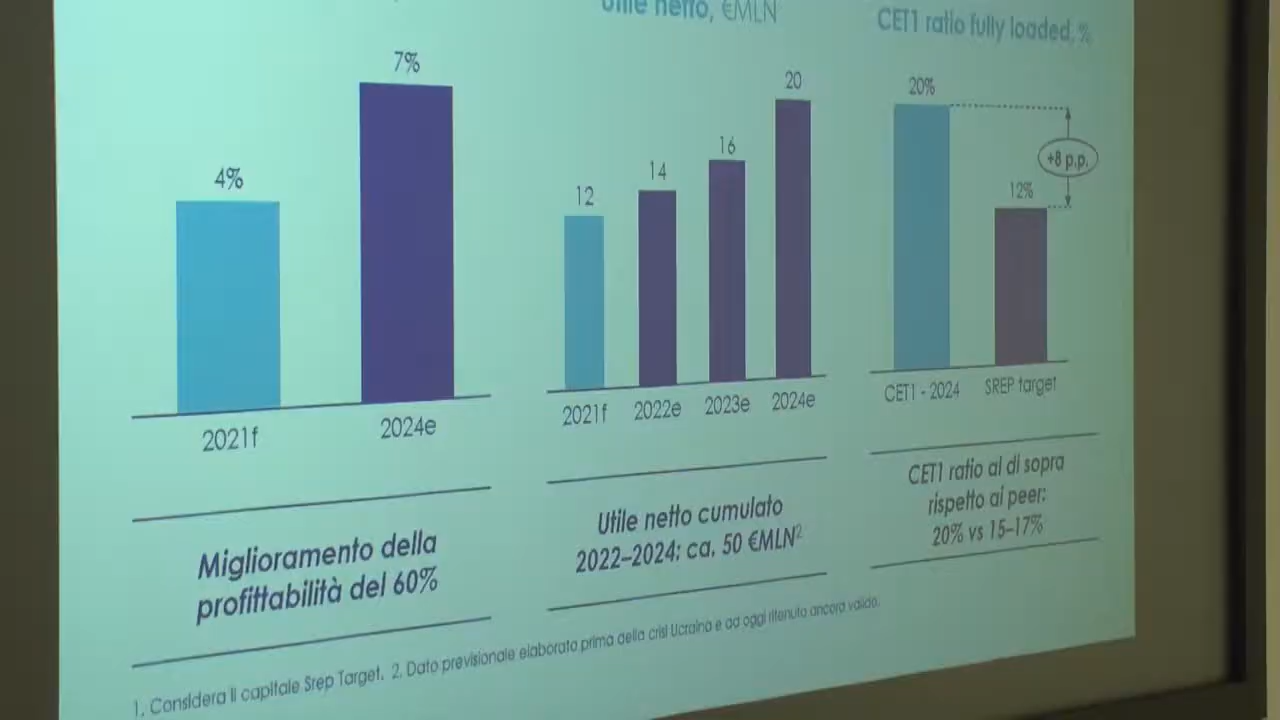 7%
4%
2021f
2024e
Miglioramento della
profittabilità del 60%
Utile netto, €MLN
20
16
14
12
2021f
2022e
2023e
2024e
Utile netto cumulato
2022–2024: ca. 50 €MLN²
CET1 ratio fully loaded, %
20%
+8 p.p.
12%
CET1 - 2024
SREP target
CET1 ratio al di sopra
rispetto ai peer:
20% vs 15–17%
1. Considera il capitale Srep Target. 2. Dato previsionale elaborato prima della crisi Ucraina e ad oggi ritenuto ancora valido.